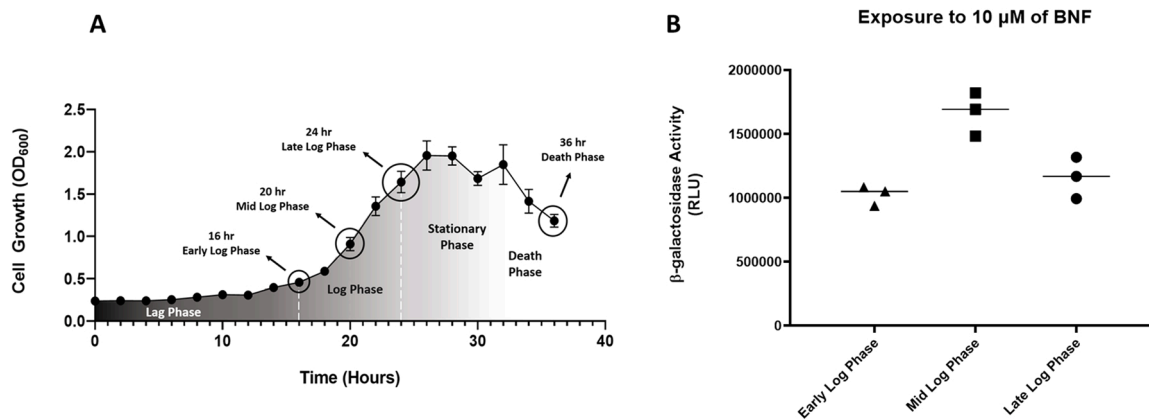 A
Cell Growth (OD600)
2.5
2.0
1.5
1.0
0.5
0.0
0
10
20
30
40
Time (Hours)
16 hr
Early Log Phase
20 hr
Mid Log Phase
24 hr
Late Log Phase
36 hr
Death Phase
Lag Phase
Log Phase
Stationary
Phase
Death
Phase
B
Exposure to 10 µM of BNF
β-galactosidase Activity
(RLU)
2000000
1500000
1000000
500000
0
Early Log Phase
Mid Log Phase
Late Log Phase